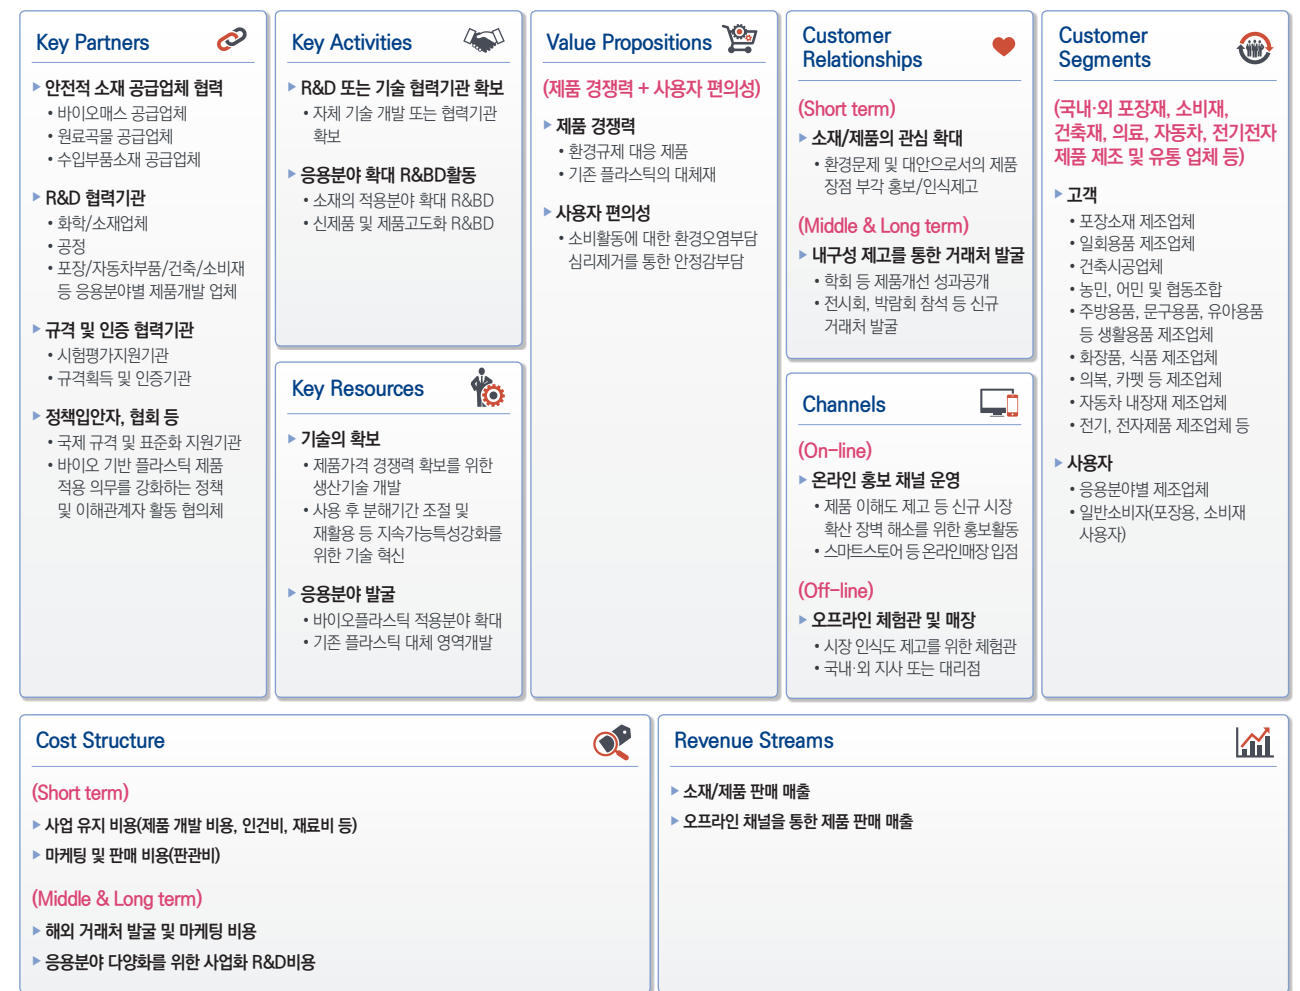 Key Partners
▶ 안전적 소재 공급업체 협력
• 바이오매스 공급업체
• 원료곡물 공급업체
• 수입부품소재 공급업체
▶ R&D 협력기관
• 화학/소재업체
• 공정
• 포장/자동차부품/건축/소비재
등 응용분야별 제품개발 업체
▶ 규격 및 인증 협력기관
• 시험평가지원기관
• 규격획득 및 인증기관
▶ 정책입안자, 협회 등
• 국제 규격 및 표준화 지원기관
• 바이오 기반 플라스틱 제품
적용 의무를 강화하는 정책
및 이해관계자 활동 협의체
Key Activities
▶ R&D 또는 기술 협력기관 확보
• 자체 기술 개발 또는 협력기관
확보
▶ 응용분야 확대 R&BD활동
• 소재의 적용분야 확대 R&BD
• 신제품 및 제품고도화 R&BD
Key Resources
▶ 기술의 확보
• 제품가격 경쟁력 확보를 위한
생산기술 개발
• 사용 후 분해기간 조절 및
재활용 등 지속가능특성강화를
위한 기술 혁신
▶ 응용분야 발굴
• 바이오플라스틱 적용분야 확대
• 기존 플라스틱 대체 영역개발
Value Propositions
(제품 경쟁력 + 사용자 편의성)
▶ 제품 경쟁력
• 환경규제 대응 제품
• 기존 플라스틱의 대체재
▶ 사용자 편의성
• 소비활동에 대한 환경오염부담
심리제거를 통한 안정감부담
Customer
Relationships
(Short term)
▶ 소재/제품의 관심 확대
• 환경문제 및 대안으로서의 제품
장점 부각 홍보/인식제고
(Middle & Long term)
▶ 내구성 제고를 통한 거래처 발굴
• 학회 등 제품개선 성과공개
• 전시회, 박람회 참석 등 신규
거래처 발굴
Channels
(On-line)
▶ 온라인 홍보 채널 운영
• 제품 이해도 제고 등 신규 시장
확산 장벽 해소를 위한 홍보활동
• 스마트스토어 등 온라인매장 입점
(Off-line)
▶ 오프라인 체험관 및 매장
• 시장 인식도 제고를 위한 체험관
• 국내·외 지사 또는 대리점
Customer
Segments
(국내·외 포장재, 소비재,
건축재, 의료, 자동차, 전기전자
제품 제조 및 유통 업체 등)
▶ 고객
• 포장소재 제조업체
• 일회용품 제조업체
• 건축시공업체
• 농민, 어민 및 협동조합
• 주방용품, 문구용품, 유아용품
등 생활용품 제조업체
• 화장품, 식품 제조업체
• 의복, 카펫 등 제조업체
• 자동차 내장재 제조업체
• 전기, 전자제품 제조업체 등
▶ 사용자
• 응용분야별 제조업체
• 일반소비자(포장용, 소비재
사용자)
Cost Structure
(Short term)
▶ 사업 유지 비용(제품 개발 비용, 인건비, 재료비 등)
▶ 마케팅 및 판매 비용(판관비)
(Middle & Long term)
▶ 해외 거래처 발굴 및 마케팅 비용
▶ 응용분야 다양화를 위한 사업화 R&D비용
Revenue Streams
▶ 소재/제품 판매 매출
▶ 오프라인 채널을 통한 제품 판매 매출